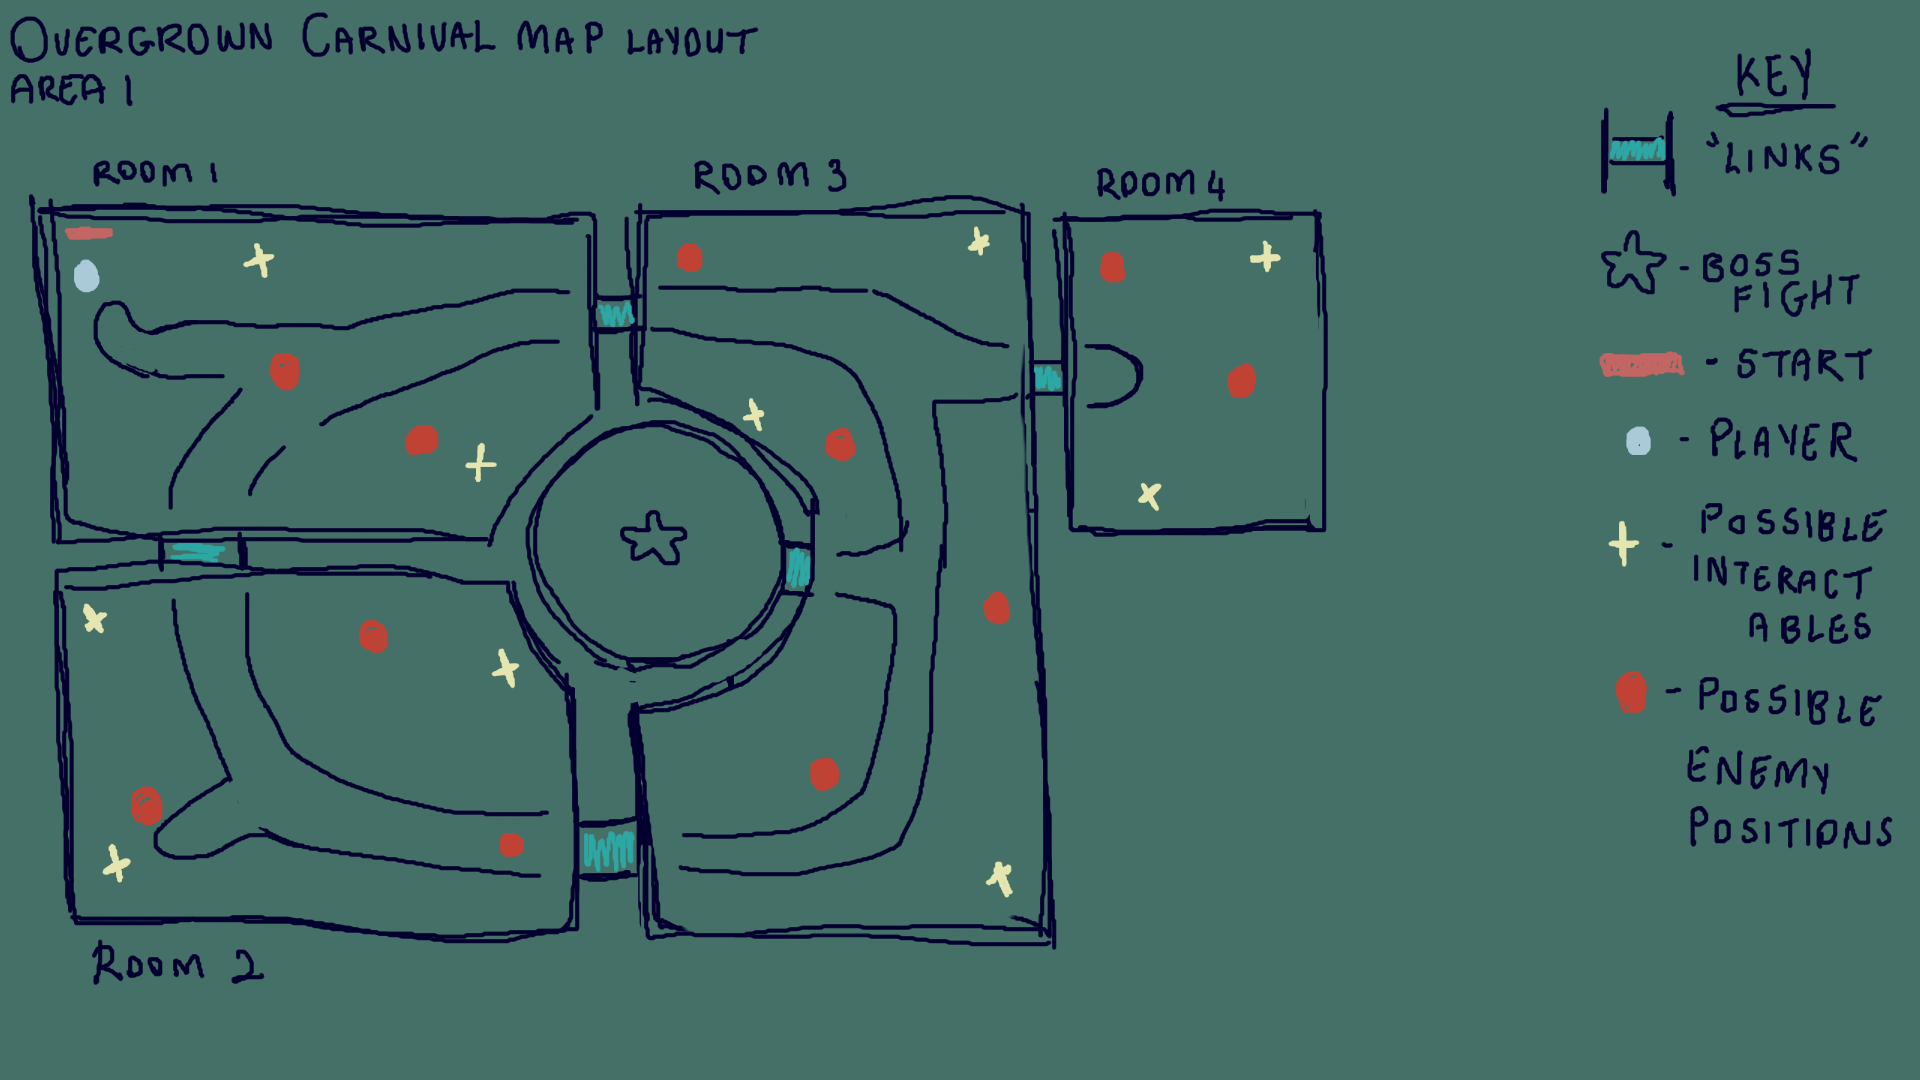 OVERGROWN CARNIVAL MAP LAYOUT
AREA 1
ROOM 1
ROOM 3
ROOM 4
ROOM 2
KEY
"LINKS"
- BOSS
FIGHT
- START
- PLAYER
- POSSIBLE
INTERACT
ABLES
- POSSIBLE
ENEMY
POSITIONS